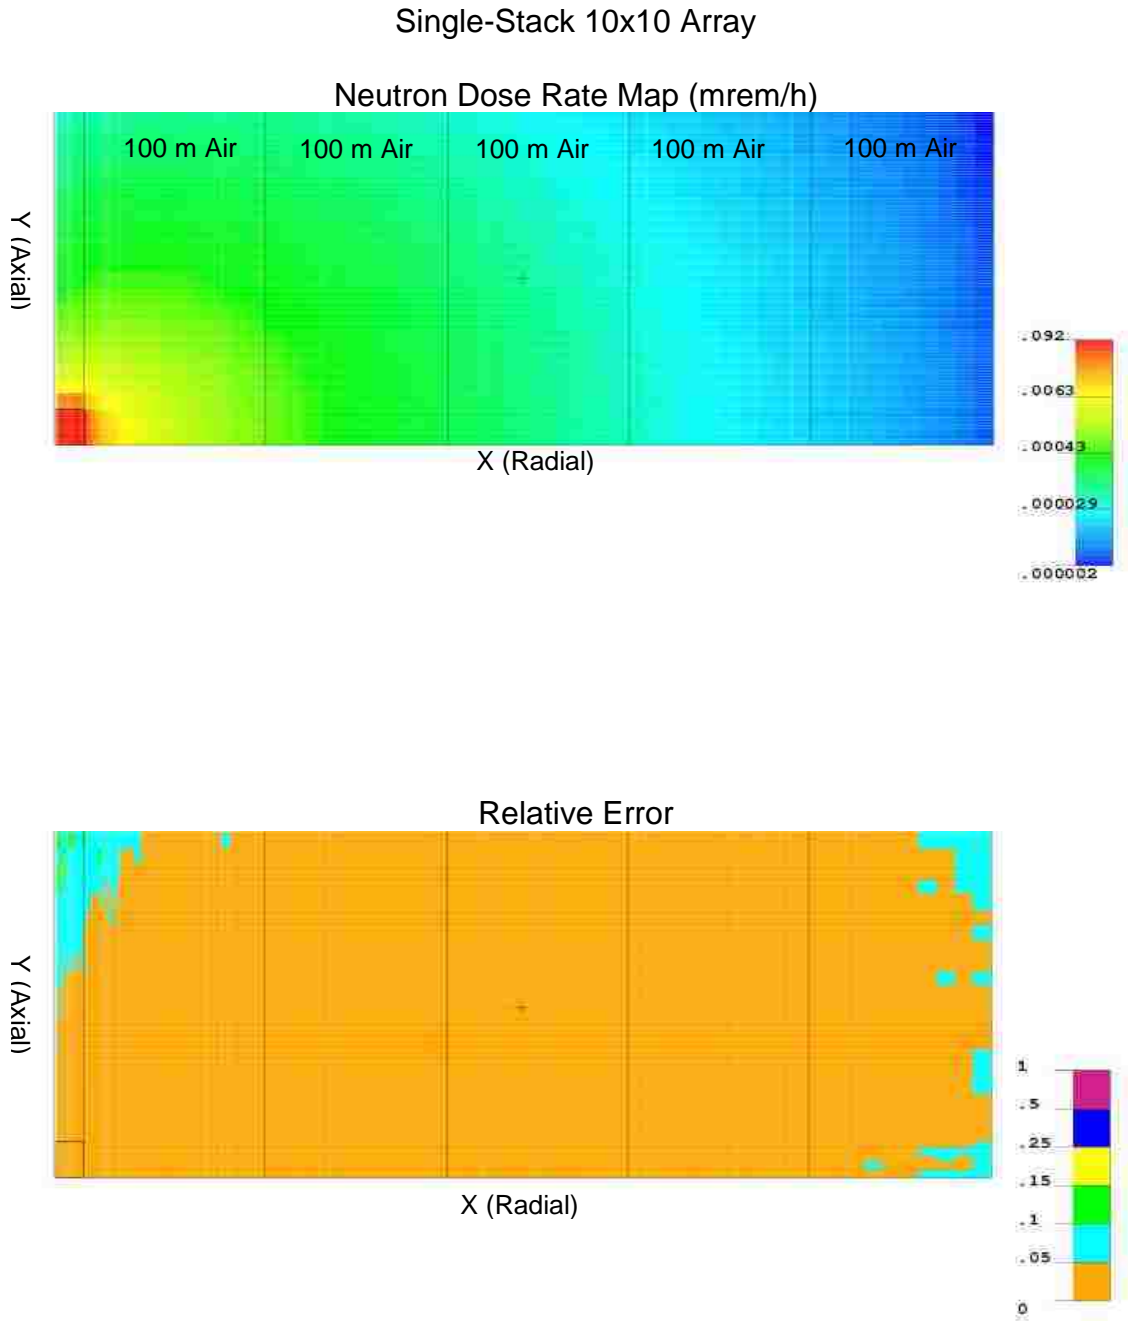 Single-Stack 10x10 Array
Neutron Dose Rate Map (mrem/h)
100 m Air 100 m Air 100 m Air 100 m Air 100 m Air
Y (Axial)
X (Radial)
.092
.0063
.00043
.000029
.000002
Relative Error
Y (Axial)
X (Radial)
1
.5
.25
.15
.1
.05
0